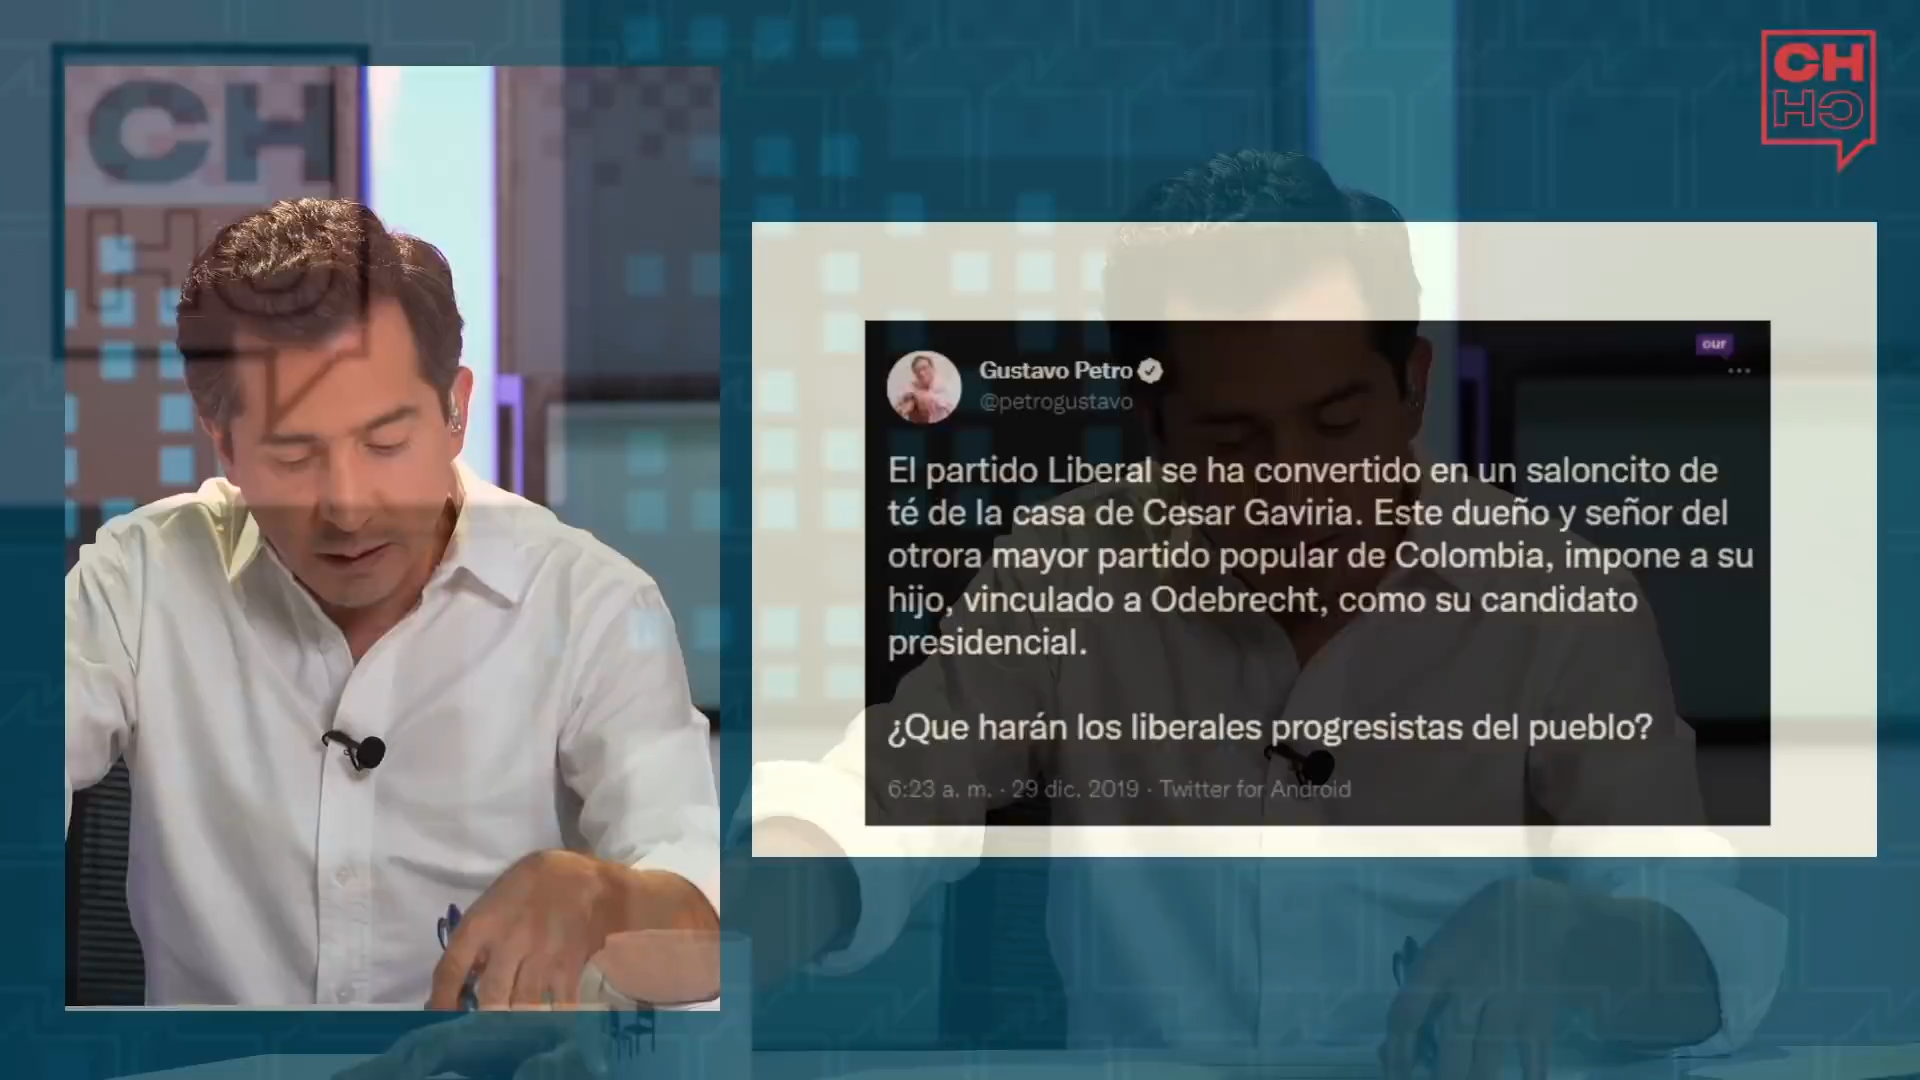 CH
CH
CH
our
Gustavo Petro
@petrogustavo
El partido Liberal se ha convertido en un saloncito de
té de la casa de Cesar Gaviria. Este dueño y señor del
otrora mayor partido popular de Colombia, impone a su
hijo, vinculado a Odebrecht, como su candidato
presidencial.
¿Que harán los liberales progresistas del pueblo?
6:23 a. m. · 29 dic. 2019 · Twitter for Android